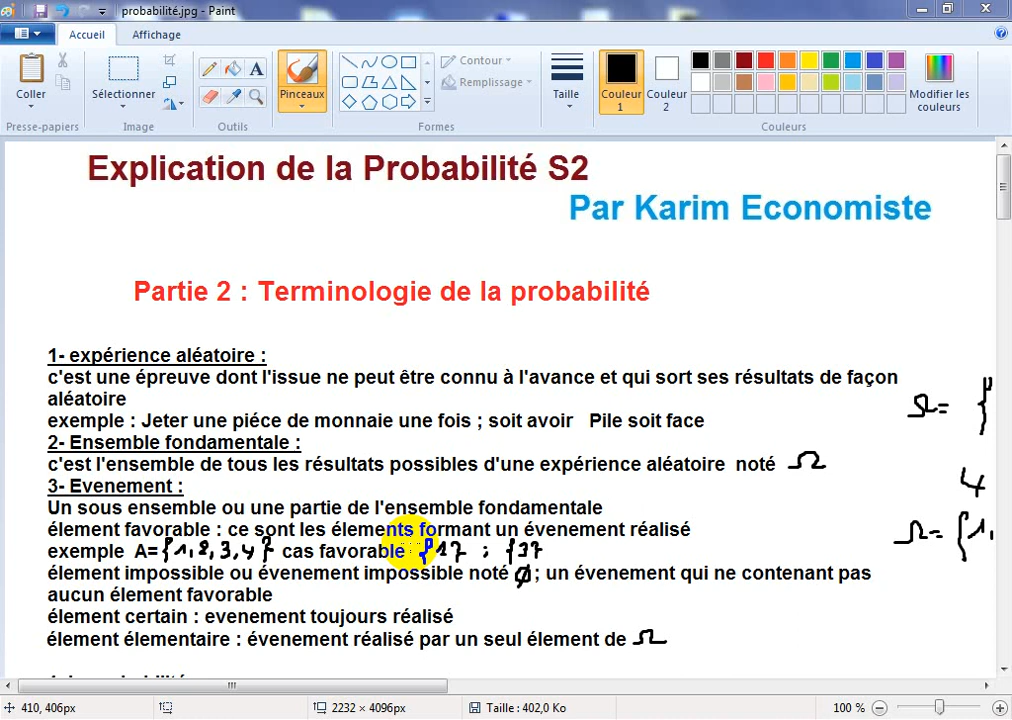 probabilité.jpg - Paint
Accueil Affichage
Coller Sélectionner Pinceaux Contour Remplissage Taille Couleur 1 Couleur 2 Modifier les couleurs
Presse-papiers Image Outils Formes Couleurs
Explication de la Probabilité S2
Par Karim Economiste
Partie 2 : Terminologie de la probabilité
1- expérience aléatoire :
c'est une épreuve dont l'issue ne peut être connu à l'avance et qui sort ses résultats de façon
aléatoire
exemple : Jeter une piéce de monnaie une fois ; soit avoir Pile soit face
Ω= {
2- Ensemble fondamentale :
c'est l'ensemble de tous les résultats possibles d'une expérience aléatoire noté Ω
4
3- Evenement :
Un sous ensemble ou une partie de l'ensemble fondamentale
élement favorable : ce sont les élements formant un évenement réalisé
Ω= {1,
exemple A={1,2,3,4} cas favorable {1} ; {3}
élement impossible ou évenement impossible noté ∅ ; un évenement qui ne contenant pas
aucun élement favorable
élement certain : evenement toujours réalisé
élement élementaire : évenement réalisé par un seul élement de Ω
410, 406px 2232 × 4096px Taille : 402,0 Ko 100 %